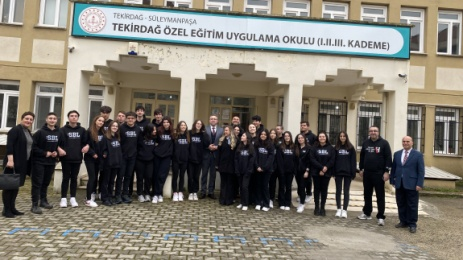 TEKİRDAĞ - SÜLEYMANPAŞA
TEKİRDAĞ ÖZEL EĞİTİM UYGULAMA OKULU (I.II.III. KADEME)